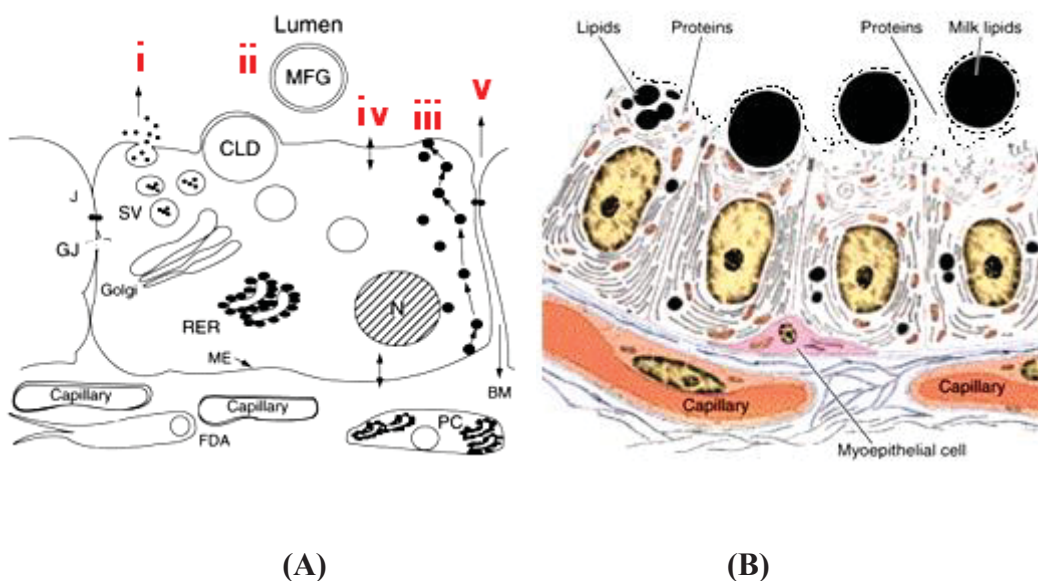 Lumen
i
ii
MFG
iv
iii
v
CLD
J
SV
GJ
Golgi
RER
N
ME
BM
Capillary
Capillary
FDA
PC
Lipids
Proteins
Proteins
Milk lipids
Capillary
Capillary
Myoepithelial cell
(A)
(B)